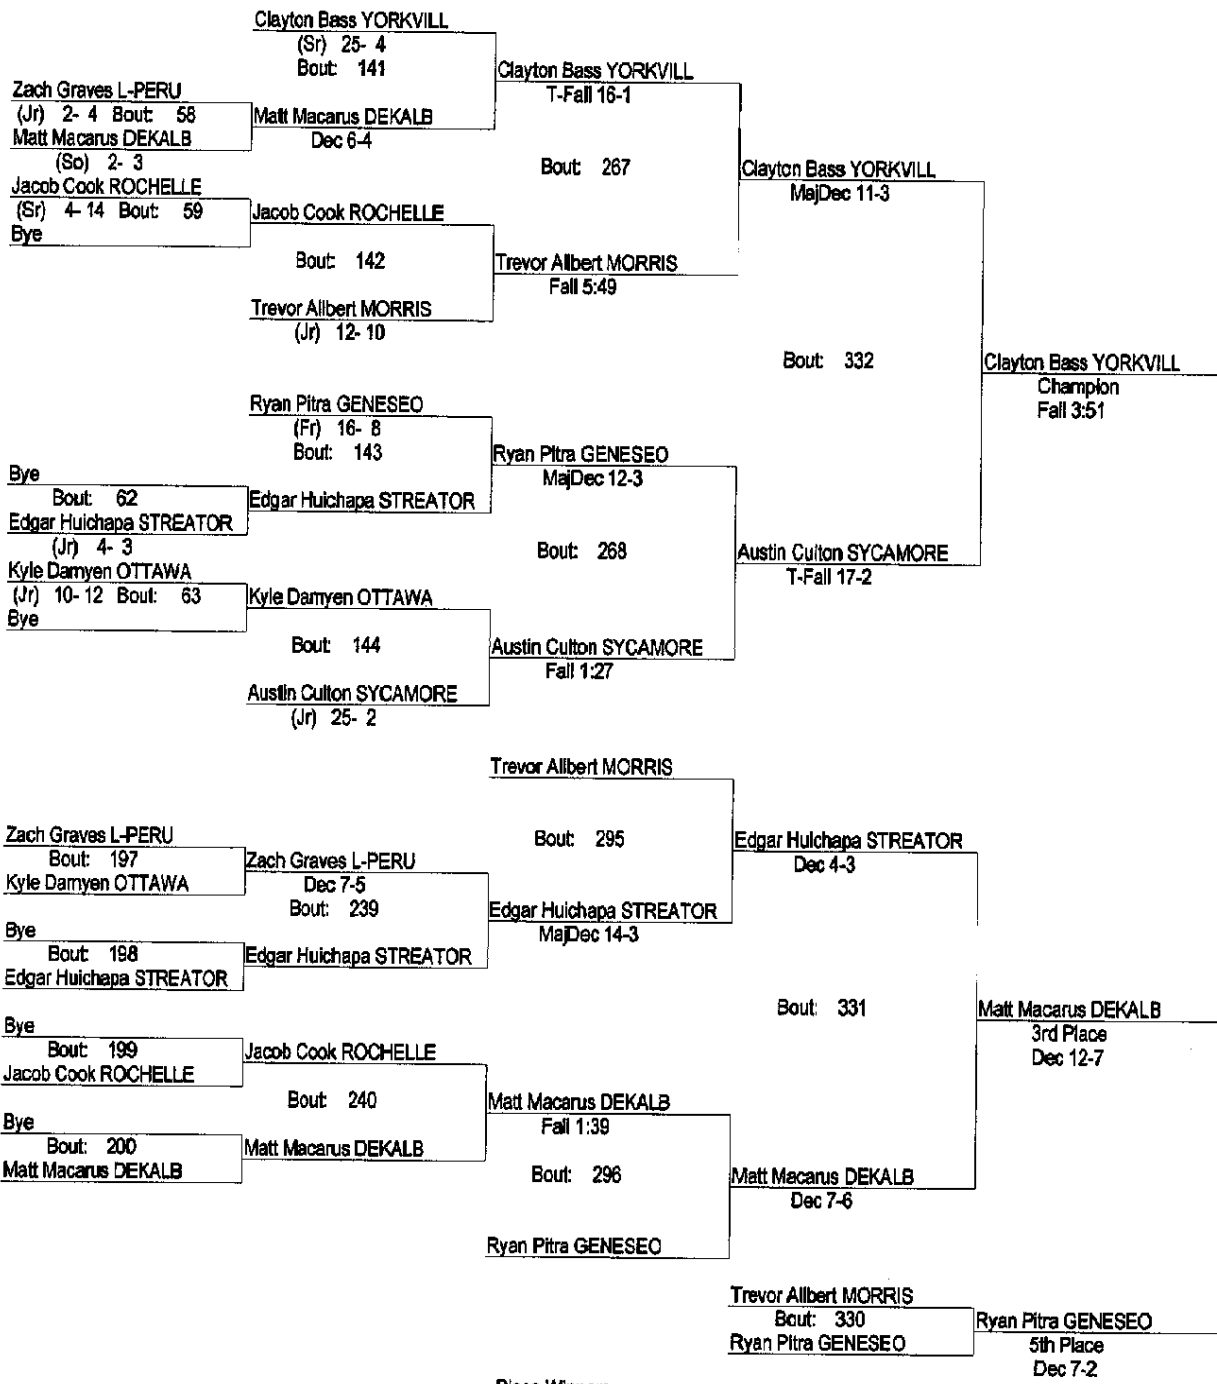 Clayton Bass YORKVILL
(Sr) 25- 4
Bout: 141
Clayton Bass YORKVILL
T-Fall 16-1
Zach Graves L-PERU
(Jr) 2- 4 Bout: 58
Matt Macarus DEKALB
Matt Macarus DEKALB
Dec 6-4
(So) 2- 3
Bout: 267
Clayton Bass YORKVILL
MajDec 11-3
Jacob Cook ROCHELLE
(Sr) 4-14 Bout: 59
Jacob Cook ROCHELLE
Bye
Bout: 142
Trevor Allbert MORRIS
Fall 5:49
Trevor Allbert MORRIS
(Jr) 12- 10
Bout: 332
Clayton Bass YORKVILL
Champion
Fall 3:51
Ryan Pitra GENESEO
(Fr) 16- 8
Bout: 143
Ryan Pitra GENESEO
MajDec 12-3
Bye
Bout: 62
Edgar Huichapa STREATOR
Edgar Huichapa STREATOR
(Jr) 4- 3
Bout: 268
Austin Culton SYCAMORE
T-Fall 17-2
Kyle Damyen OTTAWA
(Jr) 10- 12 Bout: 63
Kyle Damyen OTTAWA
Bye
Bout: 144
Austin Culton SYCAMORE
Fall 1:27
Austin Culton SYCAMORE
(Jr) 25- 2
Trevor Allbert MORRIS
Zach Graves L-PERU
Bout: 197
Kyle Damyen OTTAWA
Zach Graves L-PERU
Dec 7-5
Bout: 239
Bout: 295
Edgar Huichapa STREATOR
Dec 4-3
Edgar Huichapa STREATOR
MajDec 14-3
Bye
Bout: 198
Edgar Huichapa STREATOR
Edgar Huichapa STREATOR
Bout: 331
Matt Macarus DEKALB
3rd Place
Dec 12-7
Bye
Bout: 199
Jacob Cook ROCHELLE
Jacob Cook ROCHELLE
Bout: 240
Matt Macarus DEKALB
Fall 1:39
Bye
Bout: 200
Matt Macarus DEKALB
Matt Macarus DEKALB
Bout: 296
Matt Macarus DEKALB
Dec 7-6
Ryan Pitra GENESEO
Trevor Allbert MORRIS
Bout: 330
Ryan Pitra GENESEO
Ryan Pitra GENESEO
5th Place
Dec 7-2